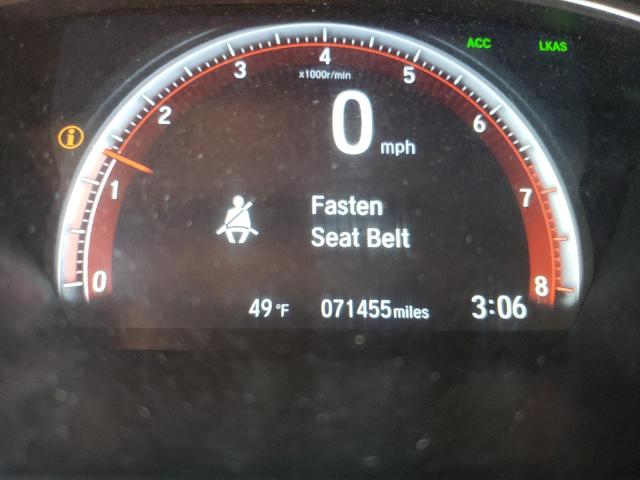 ACC LKAS
4
3 5
x1000r/min
2 6
0 mph
i
1 7
Fasten
Seat Belt
0 8
49 °F 071455 miles 3:06